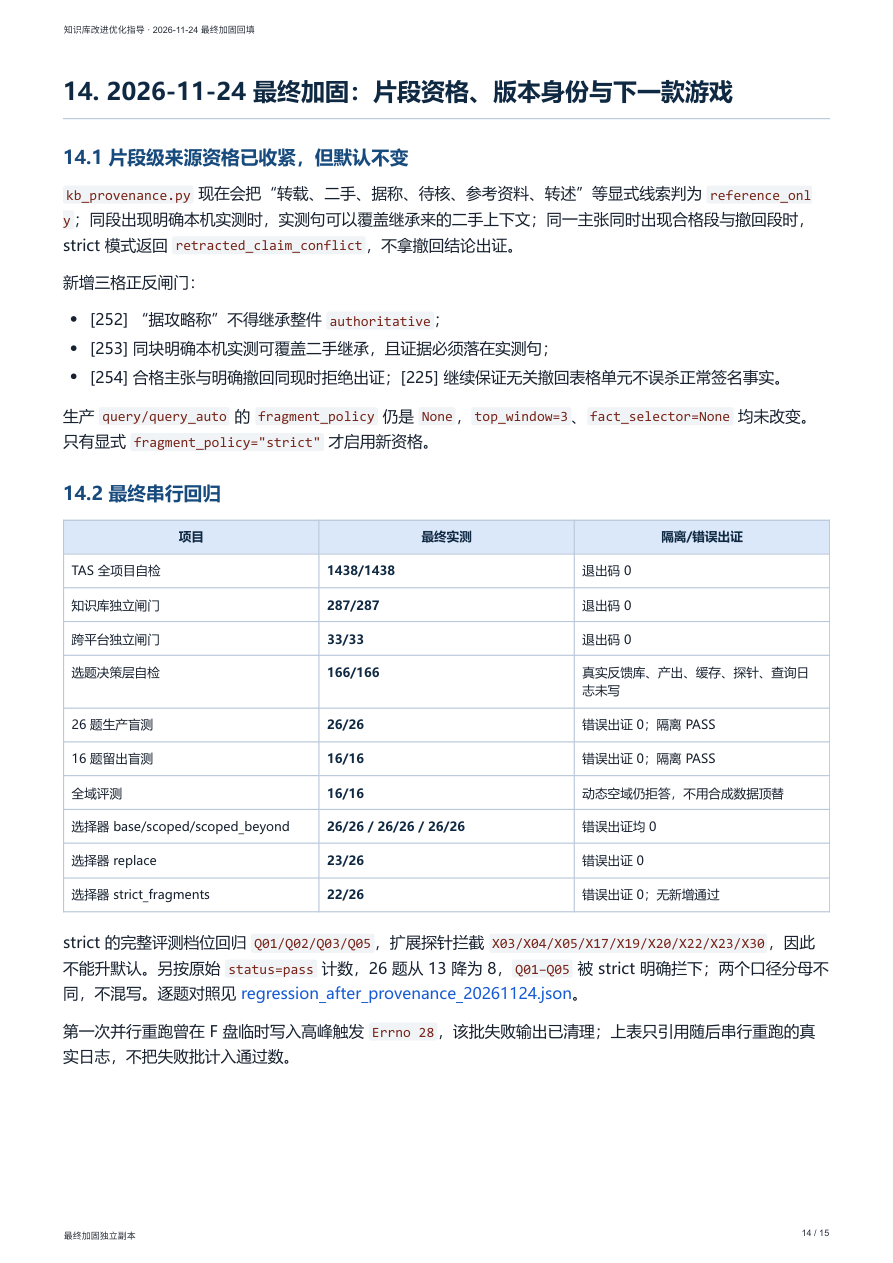 知识库改进优化指导 · 2026-11-24 最终加固回填
14. 2026-11-24 最终加固：片段资格、版本身份与下一款游戏
14.1 片段级来源资格已收紧，但默认不变
kb_provenance.py 现在会把“转载、二手、据称、待核、参考资料、转述”等显式线索判为 reference_onl
y；同段出现明确本机实测时，实测句可以覆盖继承来的二手上下文；同一主张同时出现合格段与撤回段时，
strict 模式返回 retracted_claim_conflict，不拿撤回结论出证。
新增三格正反闸门：
• [252] “据攻略称”不得继承整件 authoritative；
• [253] 同块明确本机实测可覆盖二手继承，且证据必须落在实测句；
• [254] 合格主张与明确撤回同现时拒绝出证；[225] 继续保证无关撤回表格单元不误杀正常签名事实。
生产 query/query_auto 的 fragment_policy 仍是 None，top_window=3、fact_selector=None 均未改变。
只有显式 fragment_policy="strict" 才启用新资格。
14.2 最终串行回归
项目 最终实测 隔离/错误出证
TAS 全项目自检 1438/1438 退出码 0
知识库独立闸门 287/287 退出码 0
跨平台独立闸门 33/33 退出码 0
选题决策层自检 166/166 真实反馈库、产出、缓存、探针、查询日
志未写
26 题生产盲测 26/26 错误出证 0；隔离 PASS
16 题留出盲测 16/16 错误出证 0；隔离 PASS
全域评测 16/16 动态空域仍拒答，不用合成数据顶替
选择器 base/scoped/scoped_beyond 26/26 / 26/26 / 26/26 错误出证均 0
选择器 replace 23/26 错误出证 0
选择器 strict_fragments 22/26 错误出证 0；无新增通过
strict 的完整评测档位回归 Q01/Q02/Q03/Q05，扩展探针拦截 X03/X04/X05/X17/X19/X20/X22/X23/X30，因此
不能升默认。另按原始 status=pass 计数，26 题从 13 降为 8，Q01–Q05 被 strict 明确拦下；两个口径分母不
同，不混写。逐题对照见 regression_after_provenance_20261124.json。
第一次并行重跑曾在 F 盘临时写入高峰触发 Errno 28，该批失败输出已清理；上表只引用随后串行重跑的真
实日志，不把失败批计入通过数。
最终加固独立副本
14 / 15